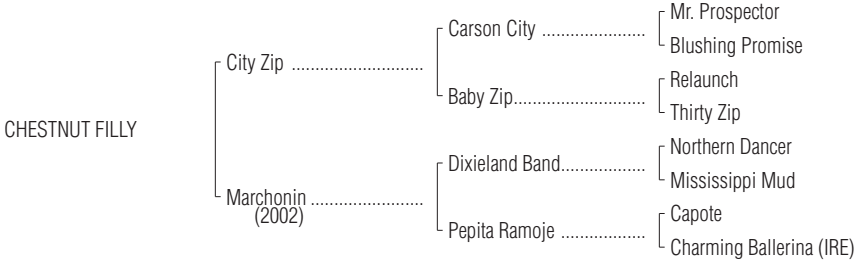 Mr. Prospector
Carson City ......................
Blushing Promise
City Zip ............................
Relaunch
Baby Zip............................
Thirty Zip
CHESTNUT FILLY
Northern Dancer
Dixieland Band..................
Mississippi Mud
Marchonin ........................
(2002)
Capote
Pepita Ramoje ..................
Charming Ballerina (IRE)